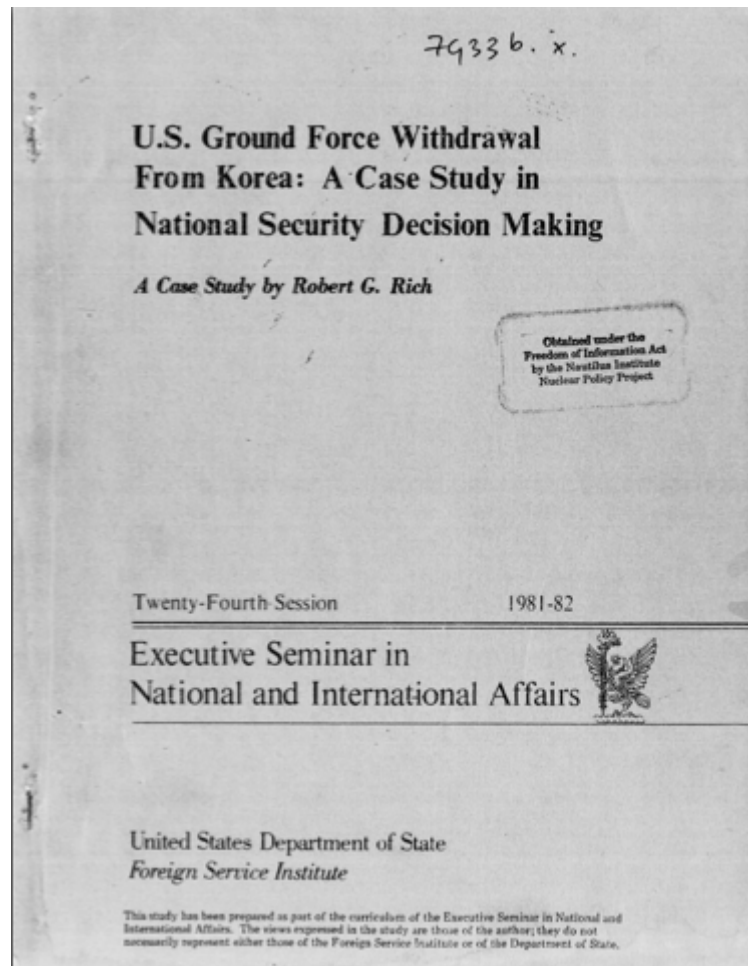 7933 b. x.
U.S. Ground Force Withdrawal
From Korea: A Case Study in
National Security Decision Making
A Case Study by Robert G. Rich
Obtained under the
Freedom of Information Act
by the Nautilus Institute
Nuclear Policy Project
Twenty-Fourth Session 1981-82
Executive Seminar in
National and International Affairs
United States Department of State
Foreign Service Institute
This study has been prepared as part of the curriculum of the Executive Seminar in National and
International Affairs. The views expressed in the study are those of the author; they do not
necessarily represent either those of the Foreign Service Institute or of the Department of State.